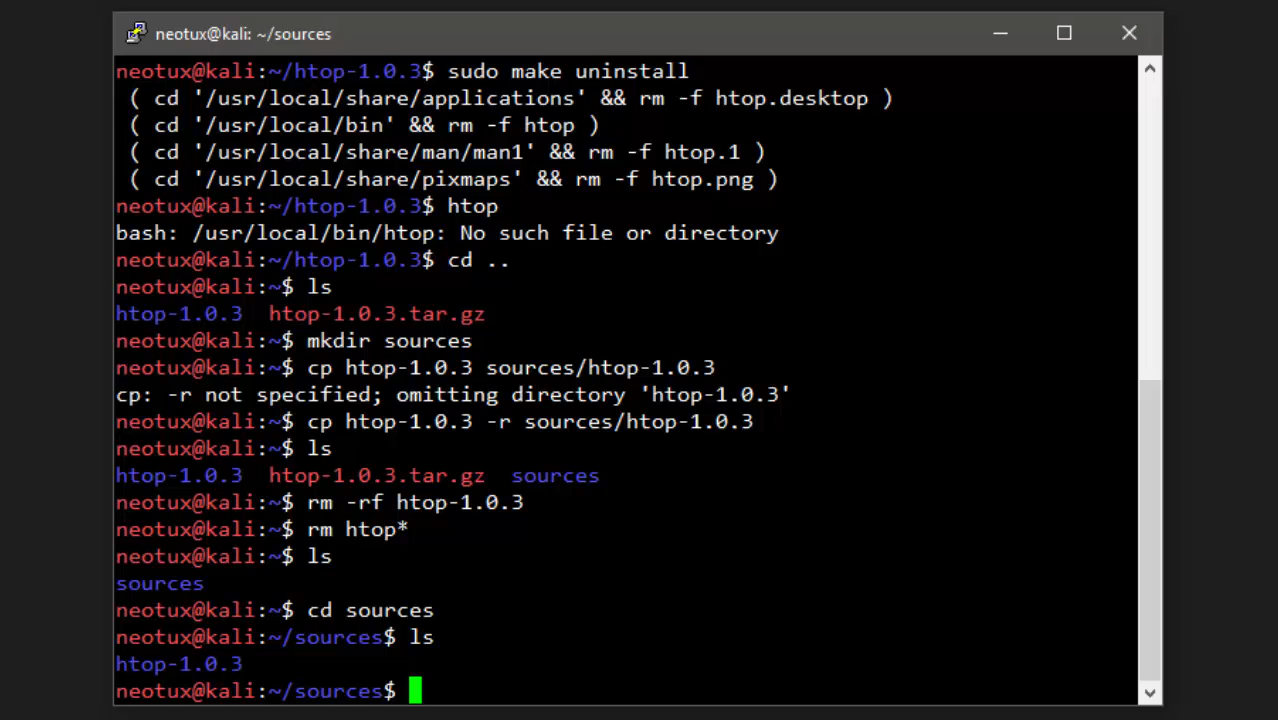 neotux@kali: ~/sources
neotux@kali:~/htop-1.0.3$ sudo make uninstall
( cd '/usr/local/share/applications' && rm -f htop.desktop )
( cd '/usr/local/bin' && rm -f htop )
( cd '/usr/local/share/man/man1' && rm -f htop.1 )
( cd '/usr/local/share/pixmaps' && rm -f htop.png )
neotux@kali:~/htop-1.0.3$ htop
bash: /usr/local/bin/htop: No such file or directory
neotux@kali:~/htop-1.0.3$ cd ..
neotux@kali:~$ ls
htop-1.0.3  htop-1.0.3.tar.gz
neotux@kali:~$ mkdir sources
neotux@kali:~$ cp htop-1.0.3 sources/htop-1.0.3
cp: -r not specified; omitting directory 'htop-1.0.3'
neotux@kali:~$ cp htop-1.0.3 -r sources/htop-1.0.3
neotux@kali:~$ ls
htop-1.0.3  htop-1.0.3.tar.gz  sources
neotux@kali:~$ rm -rf htop-1.0.3
neotux@kali:~$ rm htop*
neotux@kali:~$ ls
sources
neotux@kali:~$ cd sources
neotux@kali:~/sources$ ls
htop-1.0.3
neotux@kali:~/sources$